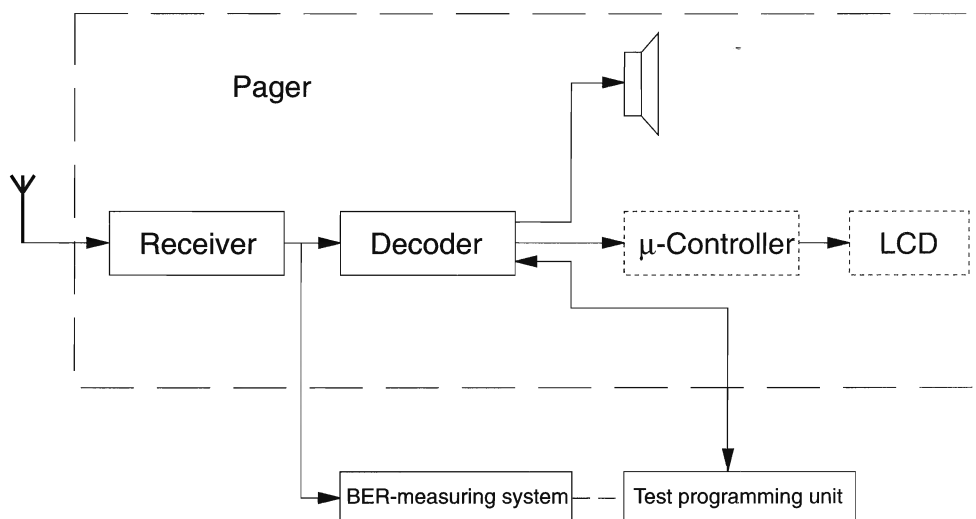 Pager
Receiver
Decoder
μ-Controller
LCD
BER-measuring system
Test programming unit